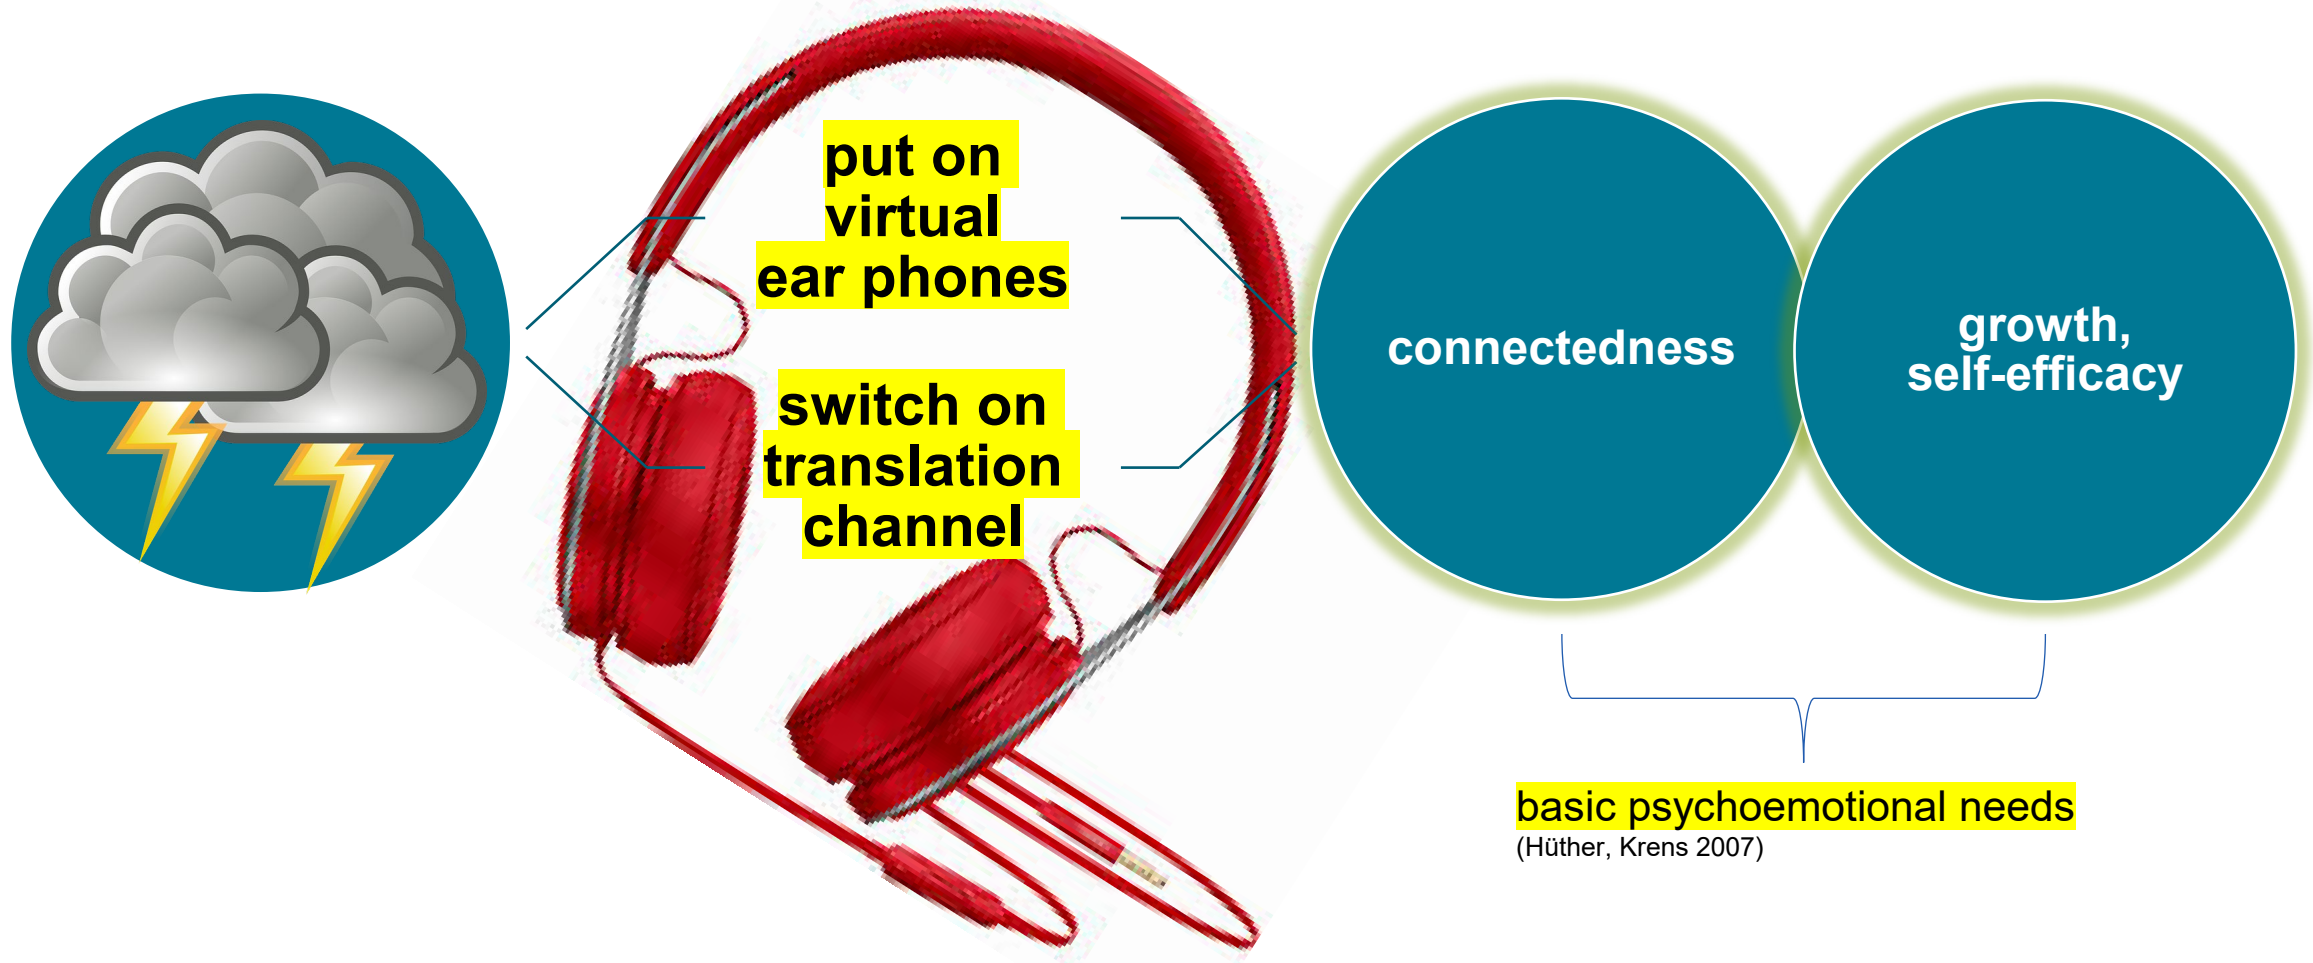 put on
virtual
ear phones
switch on
translation
channel
connectedness
growth,
self-efficacy
basic psychoemotional needs
(Hüther, Krens 2007)